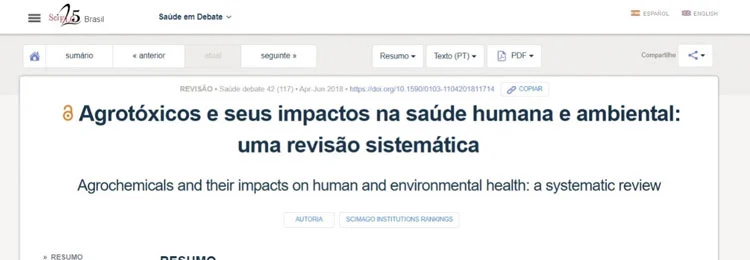 SciELO 25 Brasil
Saúde em Debate
ESPAÑOL ENGLISH
sumário « anterior atual seguinte » Resumo Texto (PT) PDF Compartilhe
REVISÃO • Saúde debate 42 (117) • Apr-Jun 2018 • https://doi.org/10.1590/0103-1104201811714 COPIAR
Agrotóxicos e seus impactos na saúde humana e ambiental:
uma revisão sistemática
Agrochemicals and their impacts on human and environmental health: a systematic review
AUTORIA SCIMAGO INSTITUTIONS RANKINGS
» RESUMO
RESUMO